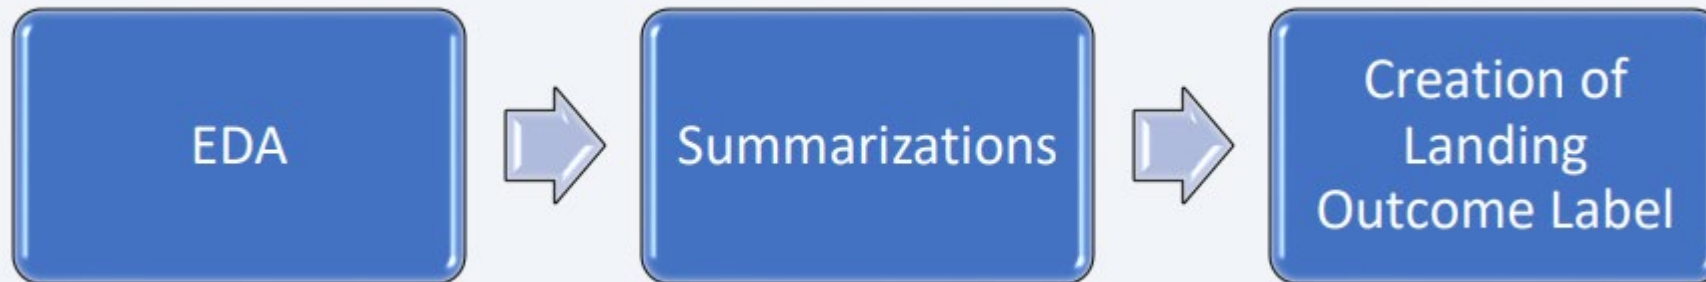 EDA
Summarizations
Creation of
Landing
Outcome Label